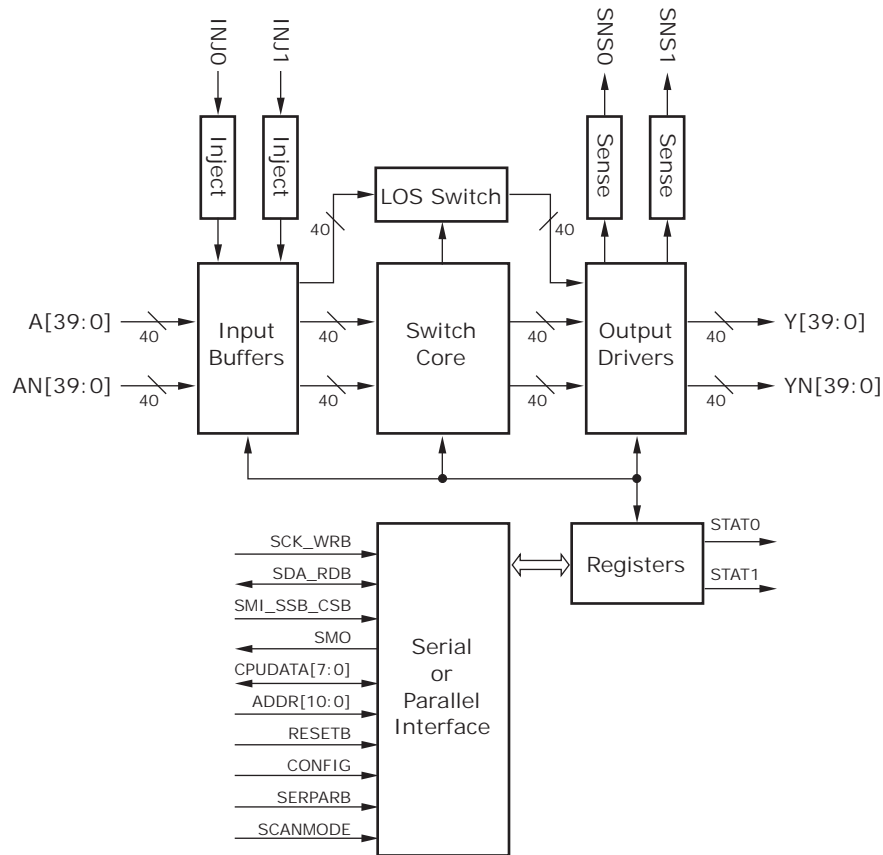 INJ0
INJ1
SNS0
SNS1
Inject
Inject
Sense
Sense
LOS Switch
40
40
A[39:0]
40
Input
Buffers
40
Switch
Core
40
Output
Drivers
40
Y[39:0]
AN[39:0]
40
40
40
40
YN[39:0]
SCK_WRB
SDA_RDB
SMI_SSB_CSB
SMO
CPUDATA[7:0]
ADDR[10:0]
RESETB
CONFIG
SERPARB
SCANMODE
Serial
or
Parallel
Interface
Registers
STAT0
STAT1